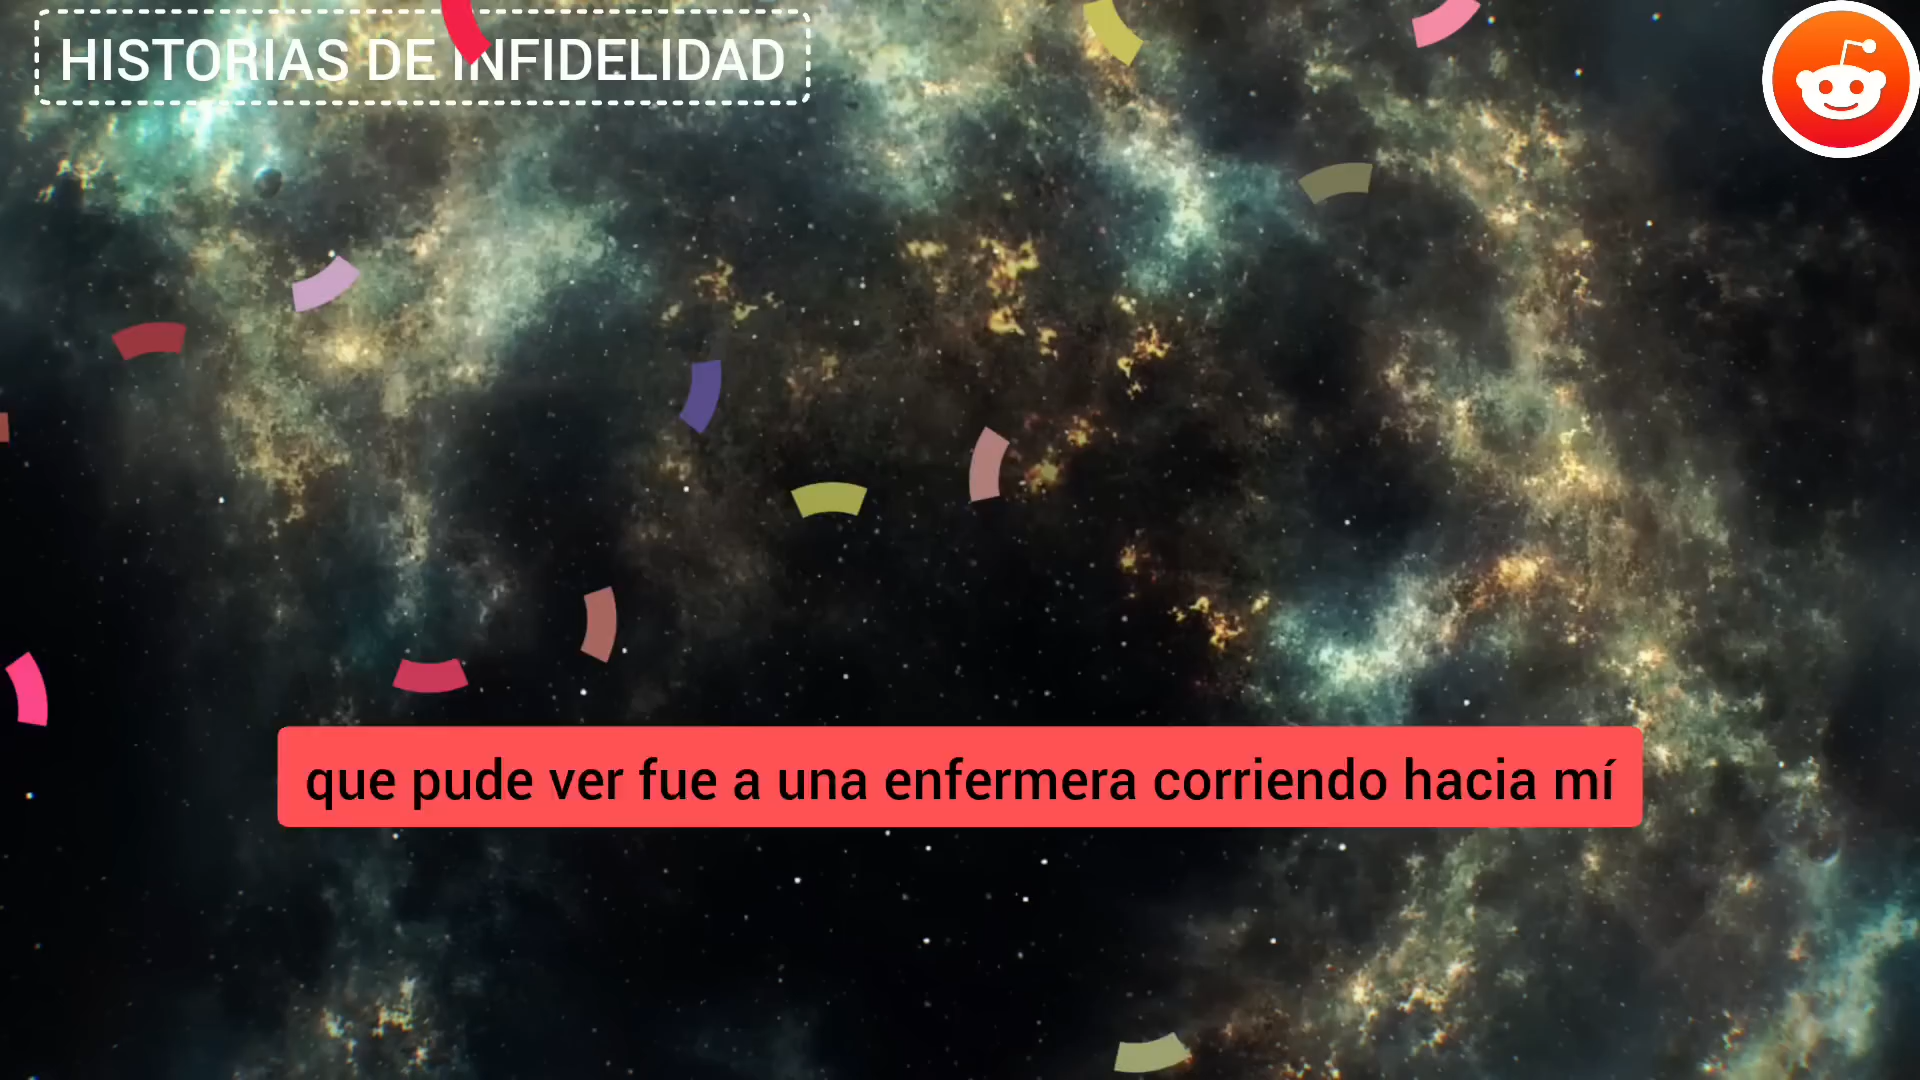 HISTORIAS DE INFIDELIDAD
que pude ver fue a una enfermera corriendo hacia mí